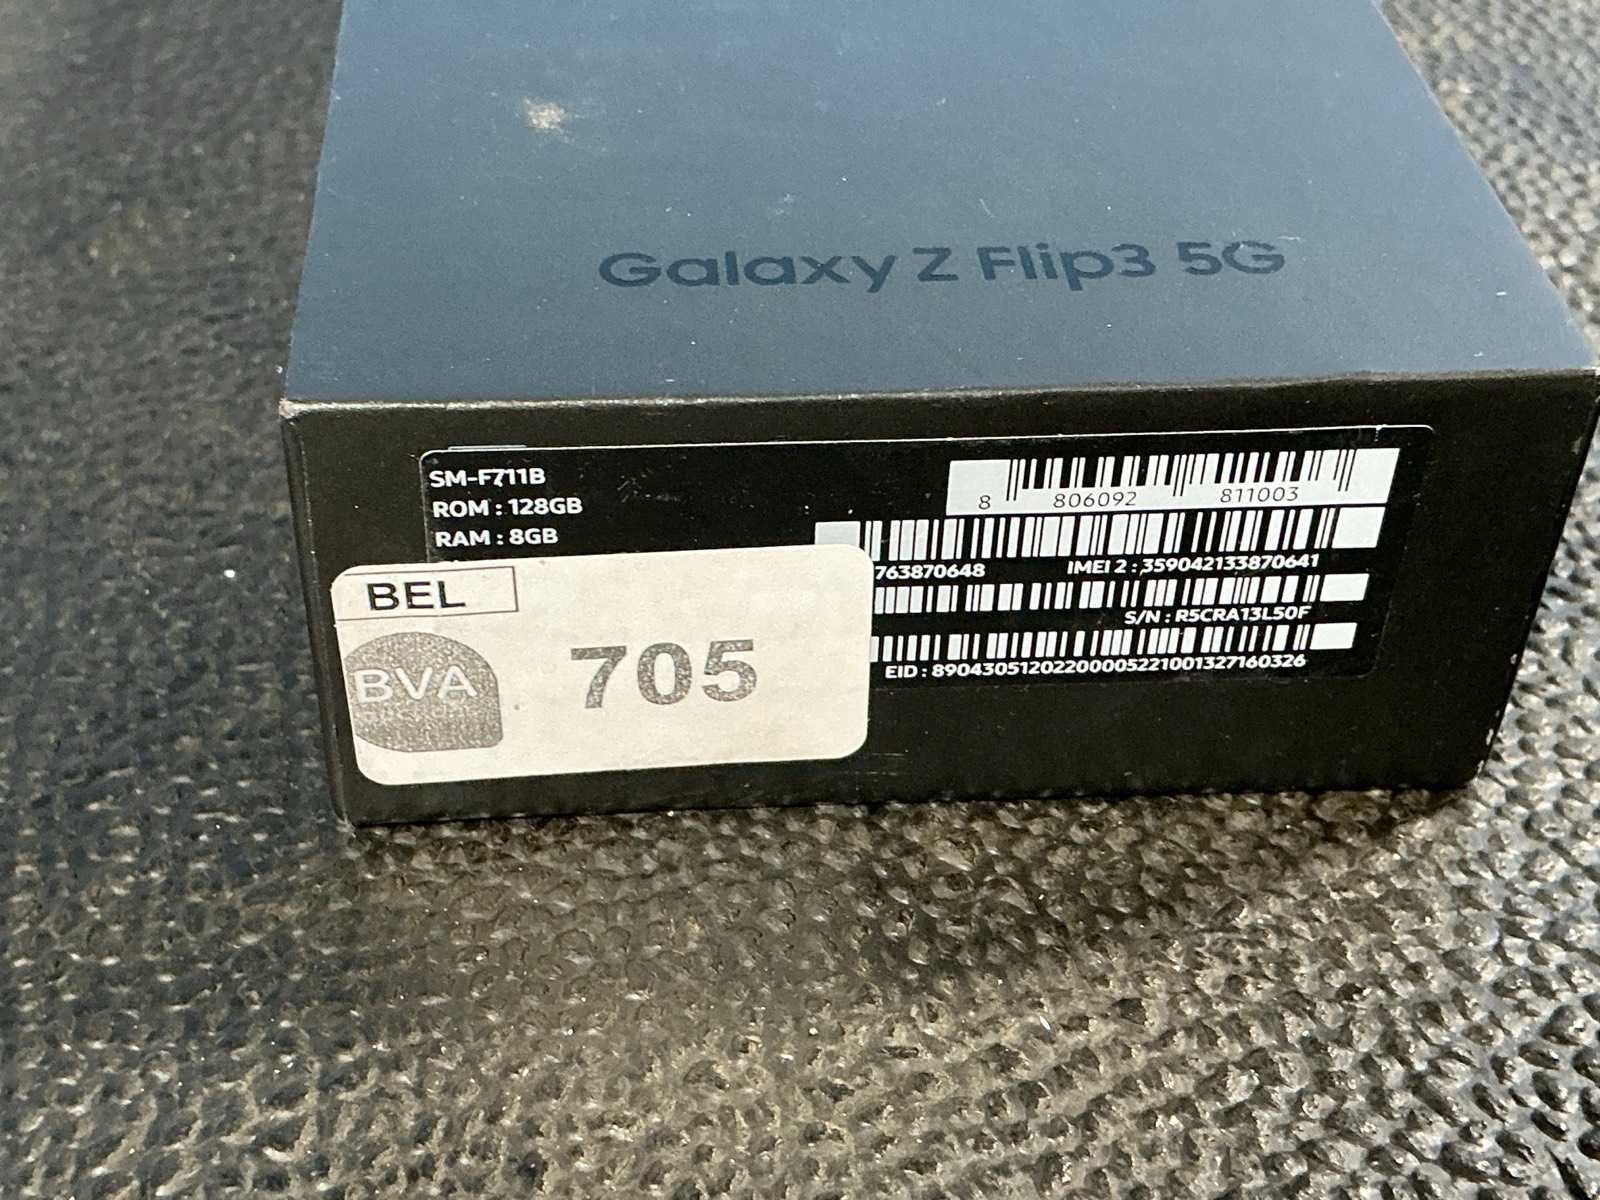 Galaxy Z Flip3 5G
SM-F711B
ROM : 128GB
RAM : 8GB
8 806092 811003
763870648 IMEI 2 : 359042133870641
S/N : R5CRA13L50F
EID : 89043051202200005221001327160326
BEL
BVA
705